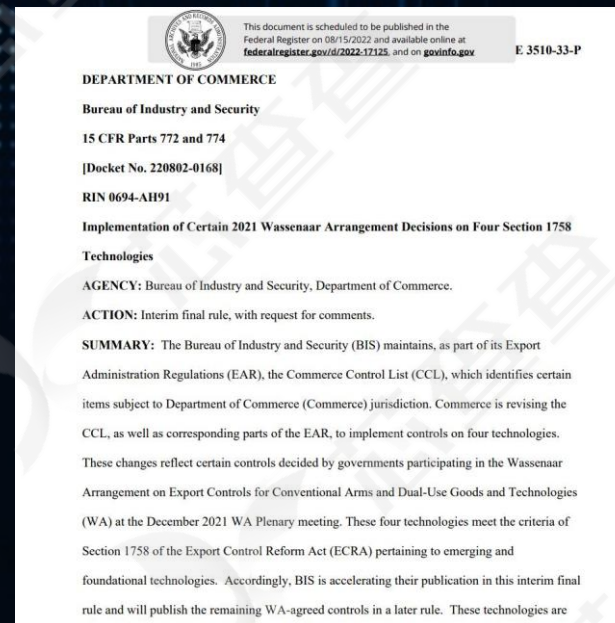 This document is scheduled to be published in the
Federal Register on 08/15/2022 and available online at
federalregister.gov/d/2022-17125, and on govinfo.gov
E 3510-33-P
DEPARTMENT OF COMMERCE
Bureau of Industry and Security
15 CFR Parts 772 and 774
[Docket No. 220802-0168]
RIN 0694-AH91
Implementation of Certain 2021 Wassenaar Arrangement Decisions on Four Section 1758
Technologies
AGENCY: Bureau of Industry and Security, Department of Commerce.
ACTION: Interim final rule, with request for comments.
SUMMARY: The Bureau of Industry and Security (BIS) maintains, as part of its Export
Administration Regulations (EAR), the Commerce Control List (CCL), which identifies certain
items subject to Department of Commerce (Commerce) jurisdiction. Commerce is revising the
CCL, as well as corresponding parts of the EAR, to implement controls on four technologies.
These changes reflect certain controls decided by governments participating in the Wassenaar
Arrangement on Export Controls for Conventional Arms and Dual-Use Goods and Technologies
(WA) at the December 2021 WA Plenary meeting. These four technologies meet the criteria of
Section 1758 of the Export Control Reform Act (ECRA) pertaining to emerging and
foundational technologies. Accordingly, BIS is accelerating their publication in this interim final
rule and will publish the remaining WA-agreed controls in a later rule. These technologies are